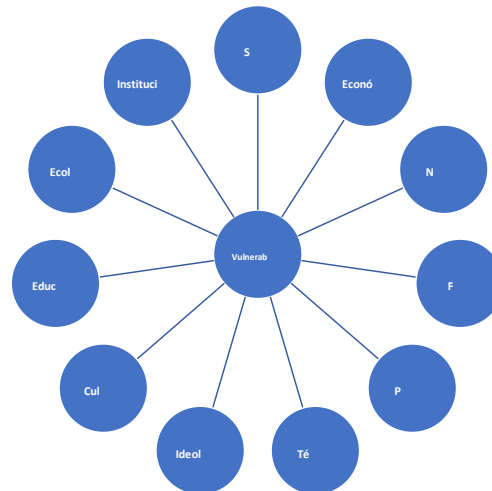 S
Econó
N
F
P
Té
Ideol
Cul
Educ
Ecol
Instituci
Vulnerab